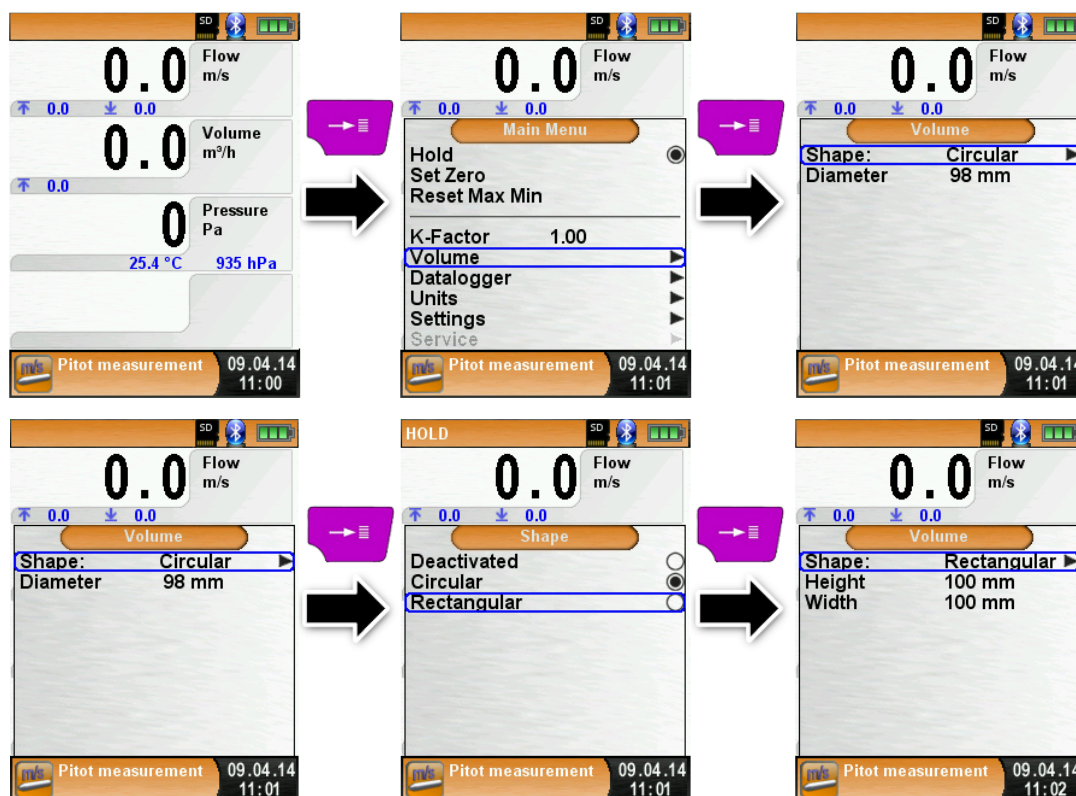 SD
0.0 Flow
m/s
0.0 0.0
0.0 Volume
m³/h
0.0
0 Pressure
Pa
25.4 °C 935 hPa
m/s Pitot measurement 09.04.14
11:00
SD
0.0 Flow
m/s
0.0 0.0
Main Menu
Hold
Set Zero
Reset Max Min
K-Factor 1.00
Volume
Datalogger
Units
Settings
Service
m/s Pitot measurement 09.04.14
11:01
SD
0.0 Flow
m/s
0.0 0.0
Volume
Shape: Circular
Diameter 98 mm
m/s Pitot measurement 09.04.14
11:01
SD
0.0 Flow
m/s
0.0 0.0
Volume
Shape: Circular
Diameter 98 mm
m/s Pitot measurement 09.04.14
11:01
HOLD SD
0.0 Flow
m/s
0.0 0.0
Shape
Deactivated
Circular
Rectangular
m/s Pitot measurement 09.04.14
11:01
SD
0.0 Flow
m/s
0.0 0.0
Volume
Shape: Rectangular
Height 100 mm
Width 100 mm
m/s Pitot measurement 09.04.14
11:02